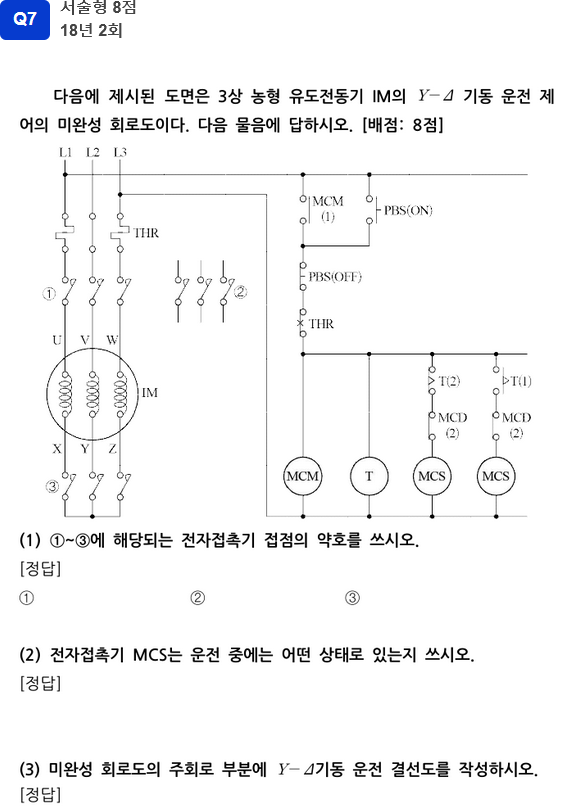 Q7
서술형 8점
18년 2회
다음에 제시된 도면은 3상 농형 유도전동기 IM의 Y-Δ 기동 운전 제
어의 미완성 회로도이다. 다음 물음에 답하시오. [배점: 8점]
L1 L2 L3
MCM
(1)
PBS(ON)
THR
①
②
PBS(OFF)
THR
U V W
IM
T(2)
T(1)
MCD
(2)
MCD
(2)
X Y Z
③
MCM
T
MCS
MCS
(1) ①~③에 해당되는 전자접촉기 접점의 약호를 쓰시오.
[정답]
① ② ③
(2) 전자접촉기 MCS는 운전 중에는 어떤 상태로 있는지 쓰시오.
[정답]
(3) 미완성 회로도의 주회로 부분에 Y-Δ기동 운전 결선도를 작성하시오.
[정답]